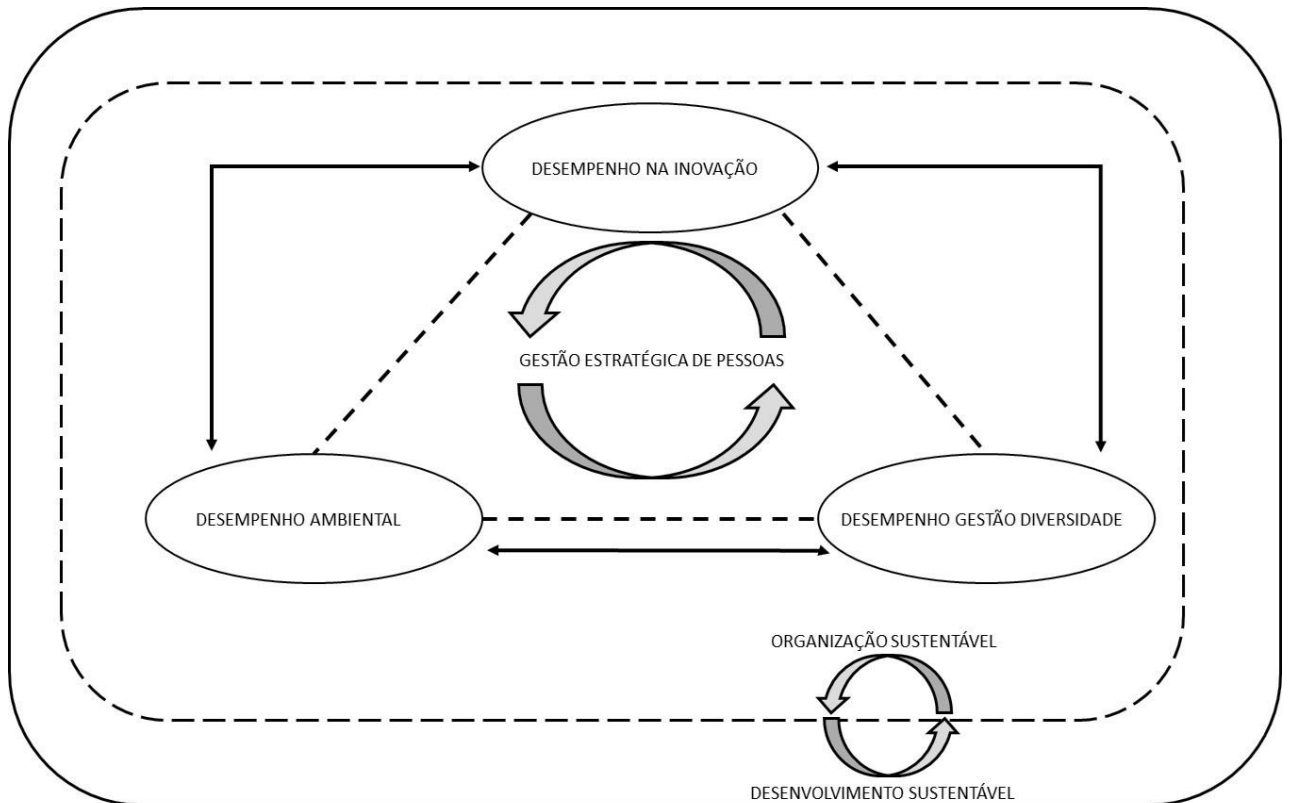 DESEMPENHO NA INOVAÇÃO
GESTÃO ESTRATÉGICA DE PESSOAS
DESEMPENHO AMBIENTAL
DESEMPENHO GESTÃO DIVERSIDADE
ORGANIZAÇÃO SUSTENTÁVEL
DESENVOLVIMENTO SUSTENTÁVEL